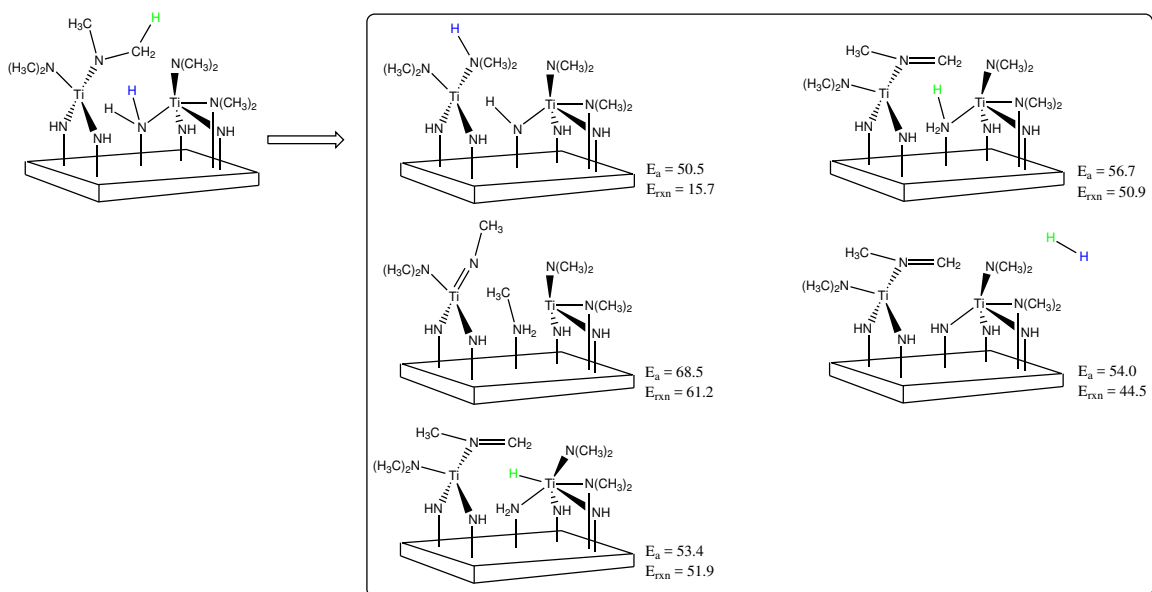 H
H₃C
N
CH₂
(H₃C)₂N
N(CH₃)₂
Ti
H
H
Ti
N(CH₃)₂
HN
NH
N
NH
NH
H
(H₃C)₂N
N(CH₃)₂
N(CH₃)₂
Ti
H
Ti
N(CH₃)₂
HN
NH
N
NH
NH
Eₐ = 50.5
Eᵣₓₙ = 15.7
H₃C
N
CH₂
(H₃C)₂N
N(CH₃)₂
Ti
H
Ti
N(CH₃)₂
HN
NH
H₂N
NH
NH
Eₐ = 56.7
Eᵣₓₙ = 50.9
CH₃
N
(H₃C)₂N
N(CH₃)₂
Ti
H₃C
Ti
N(CH₃)₂
HN
NH
NH₂
NH
NH
Eₐ = 68.5
Eᵣₓₙ = 61.2
H
H
H₃C
N
CH₂
(H₃C)₂N
N(CH₃)₂
Ti
Ti
N(CH₃)₂
HN
NH
HN
NH
NH
Eₐ = 54.0
Eᵣₓₙ = 44.5
H₃C
N
CH₂
(H₃C)₂N
N(CH₃)₂
Ti
H
Ti
N(CH₃)₂
HN
NH
H₂N
NH
NH
Eₐ = 53.4
Eᵣₓₙ = 51.9